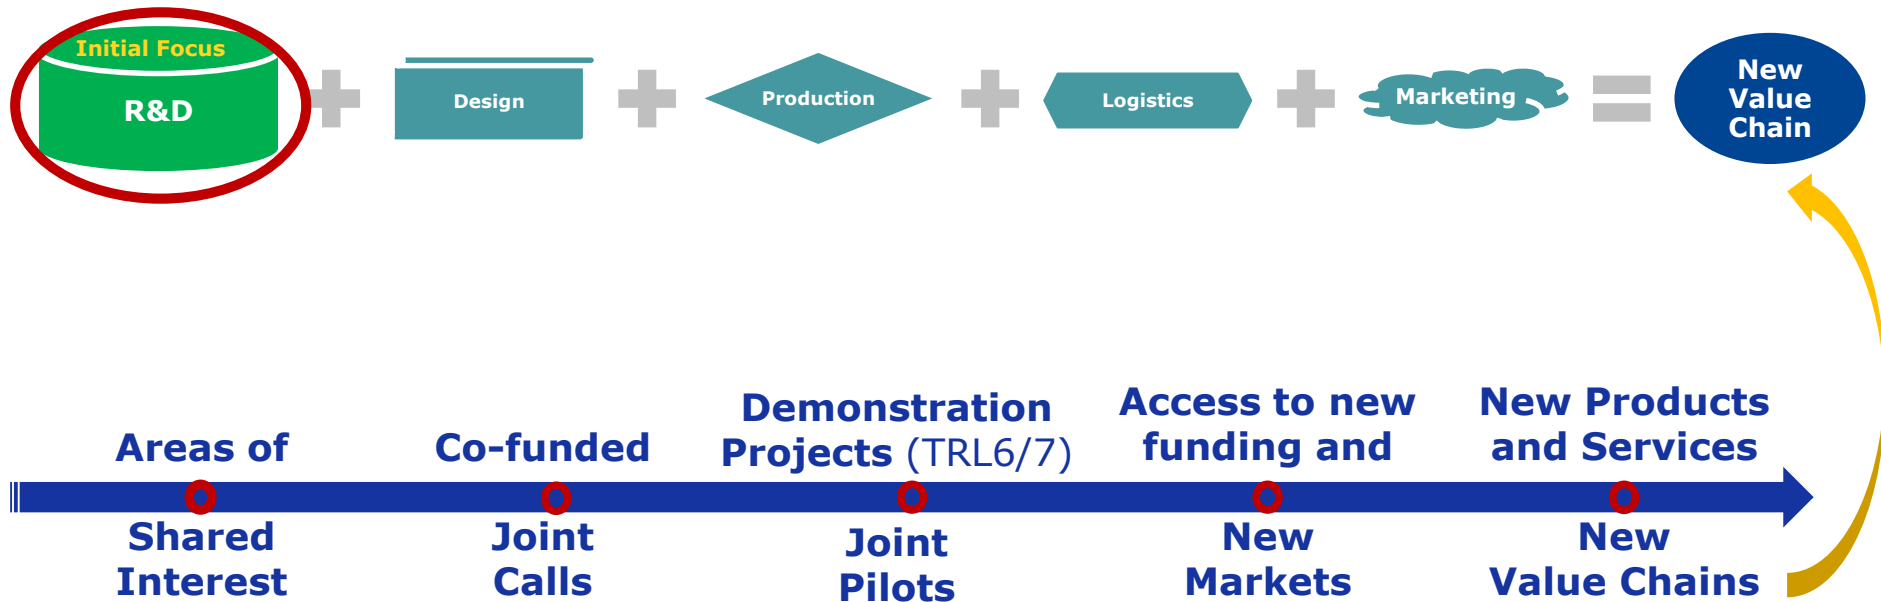 Initial Focus
R&D
Design
Production
Logistics
Marketing
New
Value
Chain
Areas of
Shared
Interest
Co-funded
Joint
Calls
Demonstration
Projects (TRL6/7)
Joint
Pilots
Access to new
funding and
New
Markets
New Products
and Services
New
Value Chains